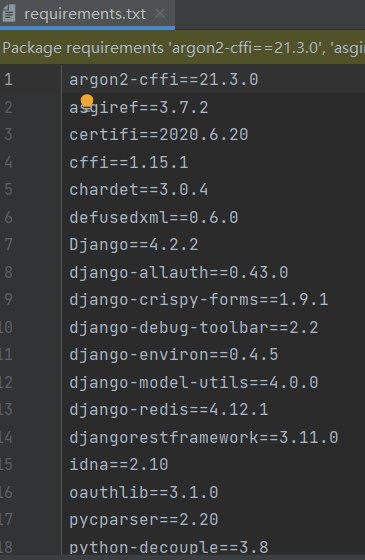 requirements.txt
Package requirements 'argon2-cffi==21.3.0', 'asgir
1 argon2-cffi==21.3.0
2 asgiref==3.7.2
3 certifi==2020.6.20
4 cffi==1.15.1
5 chardet==3.0.4
6 defusedxml==0.6.0
7 Django==4.2.2
8 django-allauth==0.43.0
9 django-crispy-forms==1.9.1
10 django-debug-toolbar==2.2
11 django-environ==0.4.5
12 django-model-utils==4.0.0
13 django-redis==4.12.1
14 djangorestframework==3.11.0
15 idna==2.10
16 oauthlib==3.1.0
17 pycparser==2.20
18 python-decouple==3.8